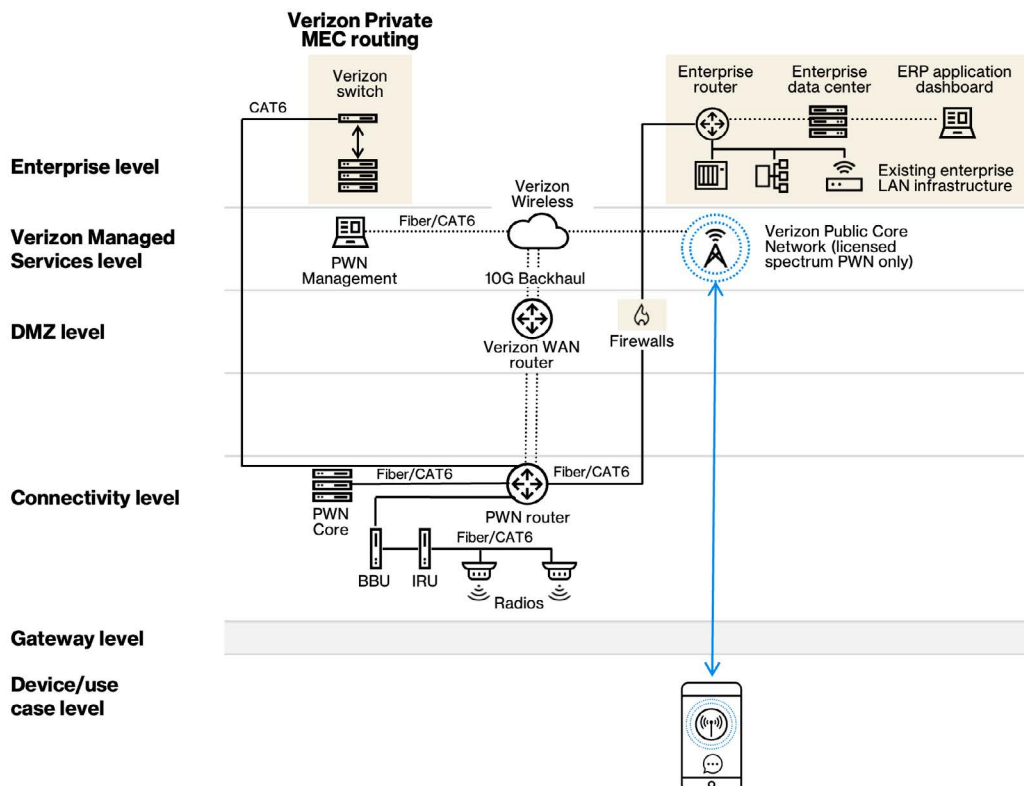 Verizon Private
MEC routing
Verizon
switch
CAT6
Enterprise
router
Enterprise
data center
ERP application
dashboard
Enterprise level
Existing enterprise
LAN infrastructure
Verizon
Wireless
Verizon Managed
Services level
Fiber/CAT6
PWN
Management
10G Backhaul
Verizon Public Core
Network (licensed
spectrum PWN only)
DMZ level
Verizon WAN
router
Firewalls
Connectivity level
Fiber/CAT6
Fiber/CAT6
PWN
Core
PWN router
Fiber/CAT6
BBU
IRU
Radios
Gateway level
Device/use
case level